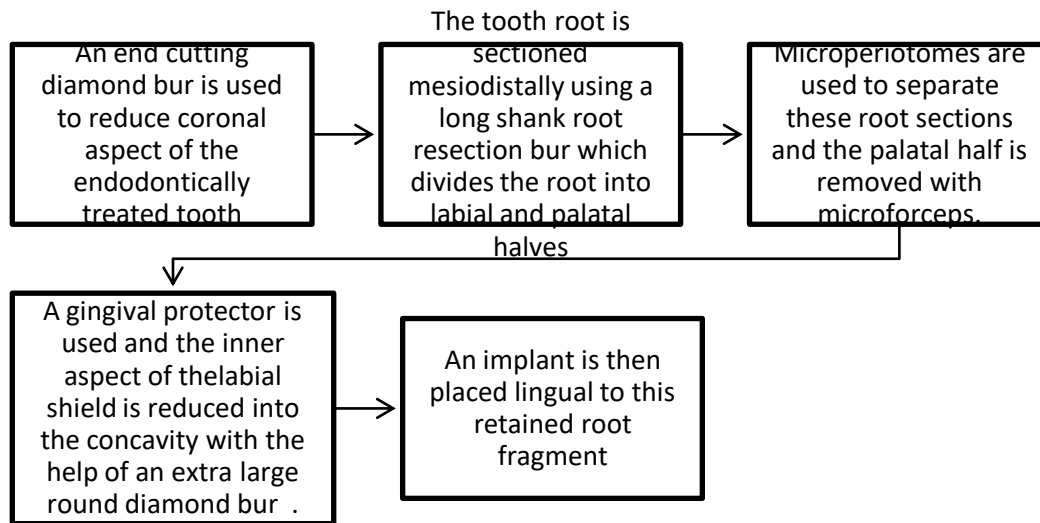 An end cutting
diamond bur is used
to reduce coronal
aspect of the
endodontically
treated tooth
The tooth root is
sectioned
mesiodistally using a
long shank root
resection bur which
divides the root into
labial and palatal
halves
Microperiotomes are
used to separate
these root sections
and the palatal half is
removed with
microforceps.
A gingival protector is
used and the inner
aspect of thelabial
shield is reduced into
the concavity with the
help of an extra large
round diamond bur .
An implant is then
placed lingual to this
retained root
fragment